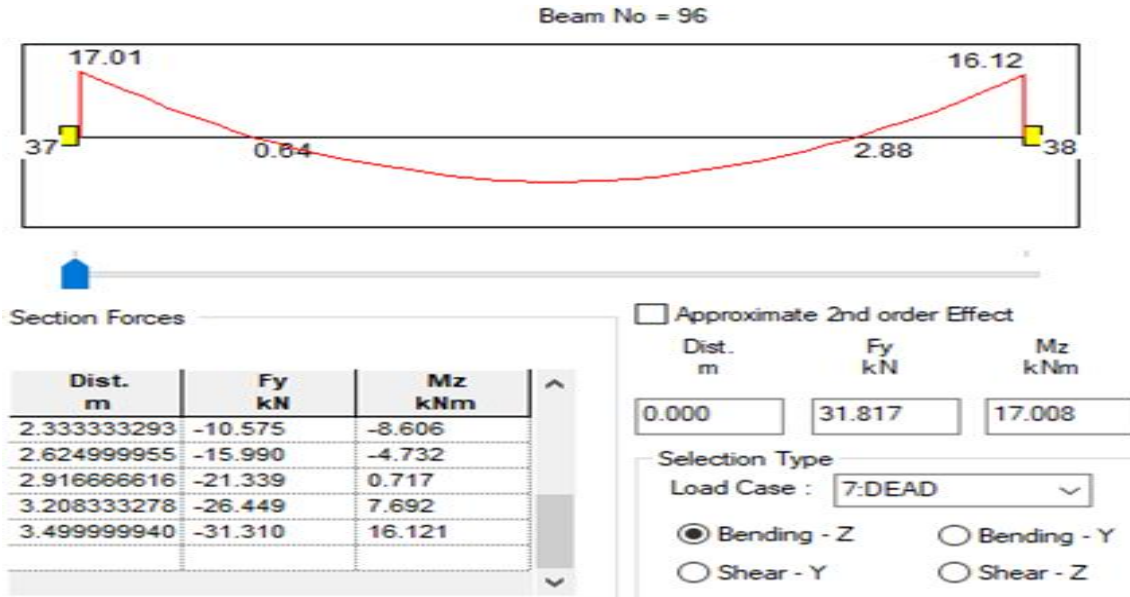 Beam No = 96
17.01
16.12
37
0.64
2.88
38
Section Forces
Dist.
m
Fy
kN
Mz
kNm
2.333333293 -10.575 -8.606
2.624999955 -15.990 -4.732
2.916666616 -21.339 0.717
3.208333278 -26.449 7.692
3.499999940 -31.310 16.121
Approximate 2nd order Effect
Dist.
m
Fy
kN
Mz
kNm
0.000 31.817 17.008
Selection Type
Load Case : 7:DEAD
Bending - Z Bending - Y
Shear - Y Shear - Z